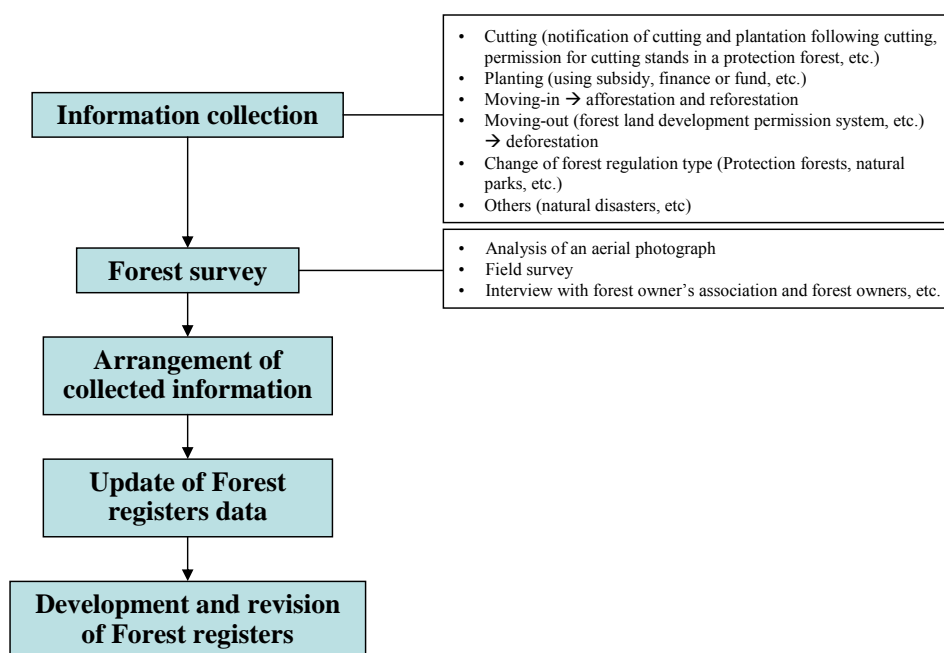 Information collection
• Cutting (notification of cutting and plantation following cutting,
permission for cutting stands in a protection forest, etc.)
• Planting (using subsidy, finance or fund, etc.)
• Moving-in → afforestation and reforestation
• Moving-out (forest land development permission system, etc.)
→ deforestation
• Change of forest regulation type (Protection forests, natural
parks, etc.)
• Others (natural disasters, etc)
Forest survey
• Analysis of an aerial photograph
• Field survey
• Interview with forest owner's association and forest owners, etc.
Arrangement of
collected information
Update of Forest
registers data
Development and revision
of Forest registers